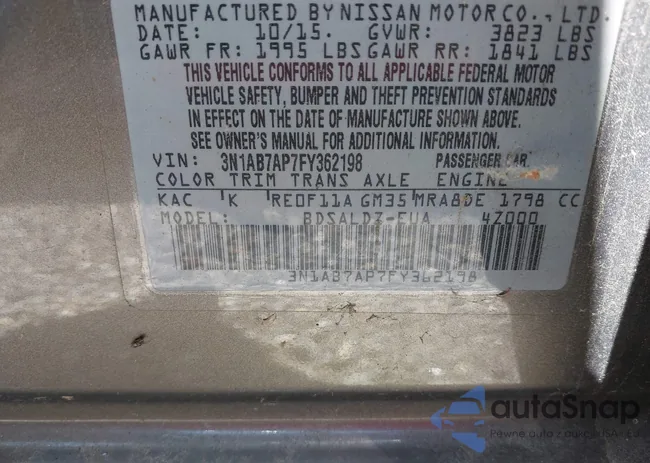 MANUFACTURED BY NISSAN MOTOR CO., LTD.
DATE: 10/15. GVWR: 3823 LBS
GAWR FR: 1995 LBS GAWR RR: 1841 LBS
THIS VEHICLE CONFORMS TO ALL APPLICABLE FEDERAL MOTOR
VEHICLE SAFETY, BUMPER AND THEFT PREVENTION STANDARDS
IN EFFECT ON THE DATE OF MANUFACTURE SHOWN ABOVE.
SEE OWNER'S MANUAL FOR ADDITIONAL INFORMATION.
VIN: 3N1AB7AP7FY362198 PASSENGER CAR.
COLOR TRIM TRANS AXLE ENGINE
KAC K RE0F11A GM35 MRA8DE 1798 CC
MODEL: BDSALDZ-EUA 4Z000
3N1AB7AP7FY362198
autoSnap
Pewne auto z